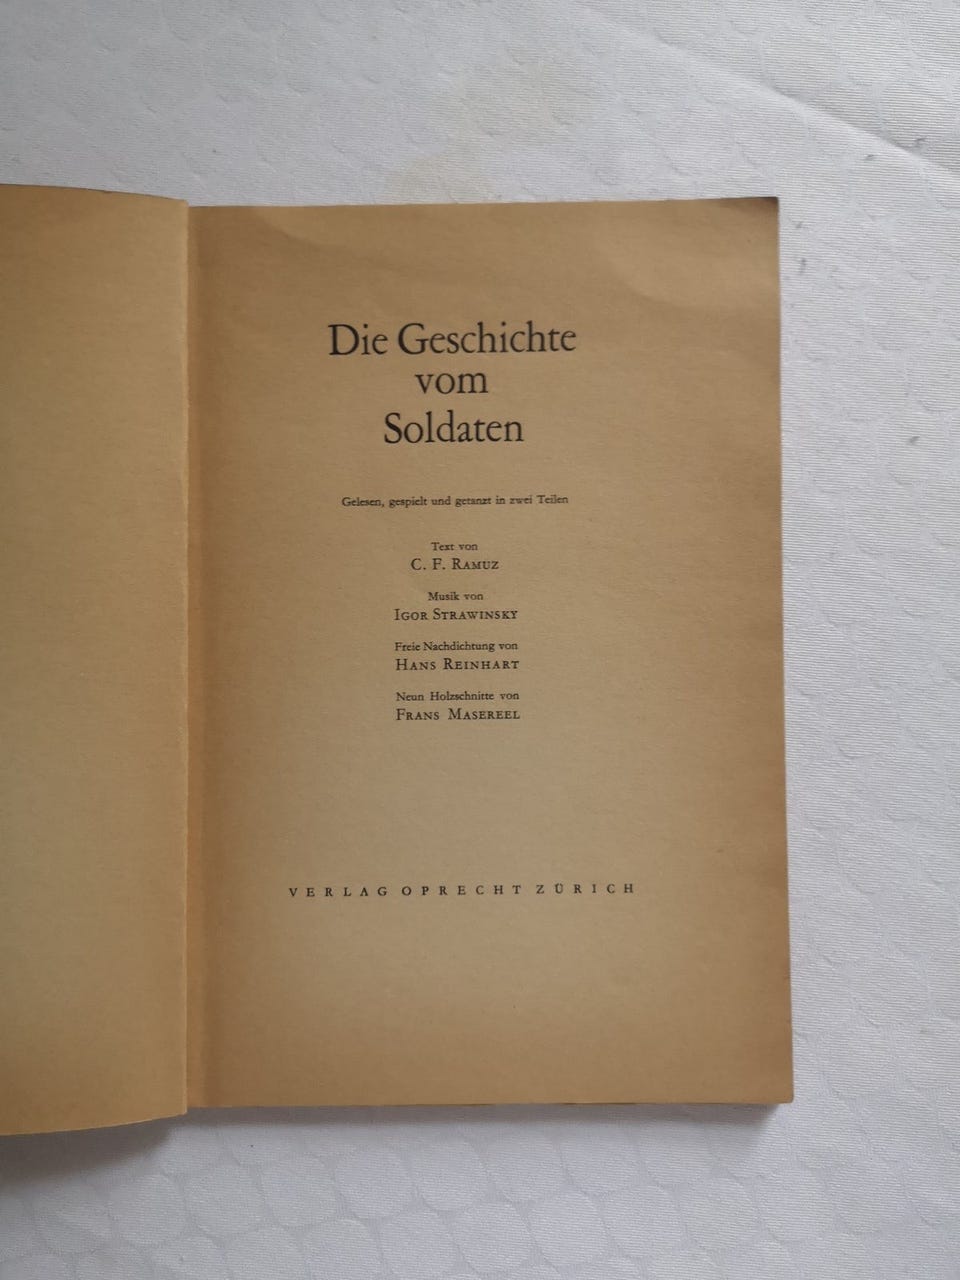 Die Geschichte
vom
Soldaten
Gelesen, gespielt und getanzt in zwei Teilen
Text von
C. F. RAMUZ
Musik von
IGOR STRAWINSKY
Freie Nachdichtung von
HANS REINHART
Neun Holzschnitte von
FRANS MASEREEL
VERLAG OPRECHT ZÜRICH